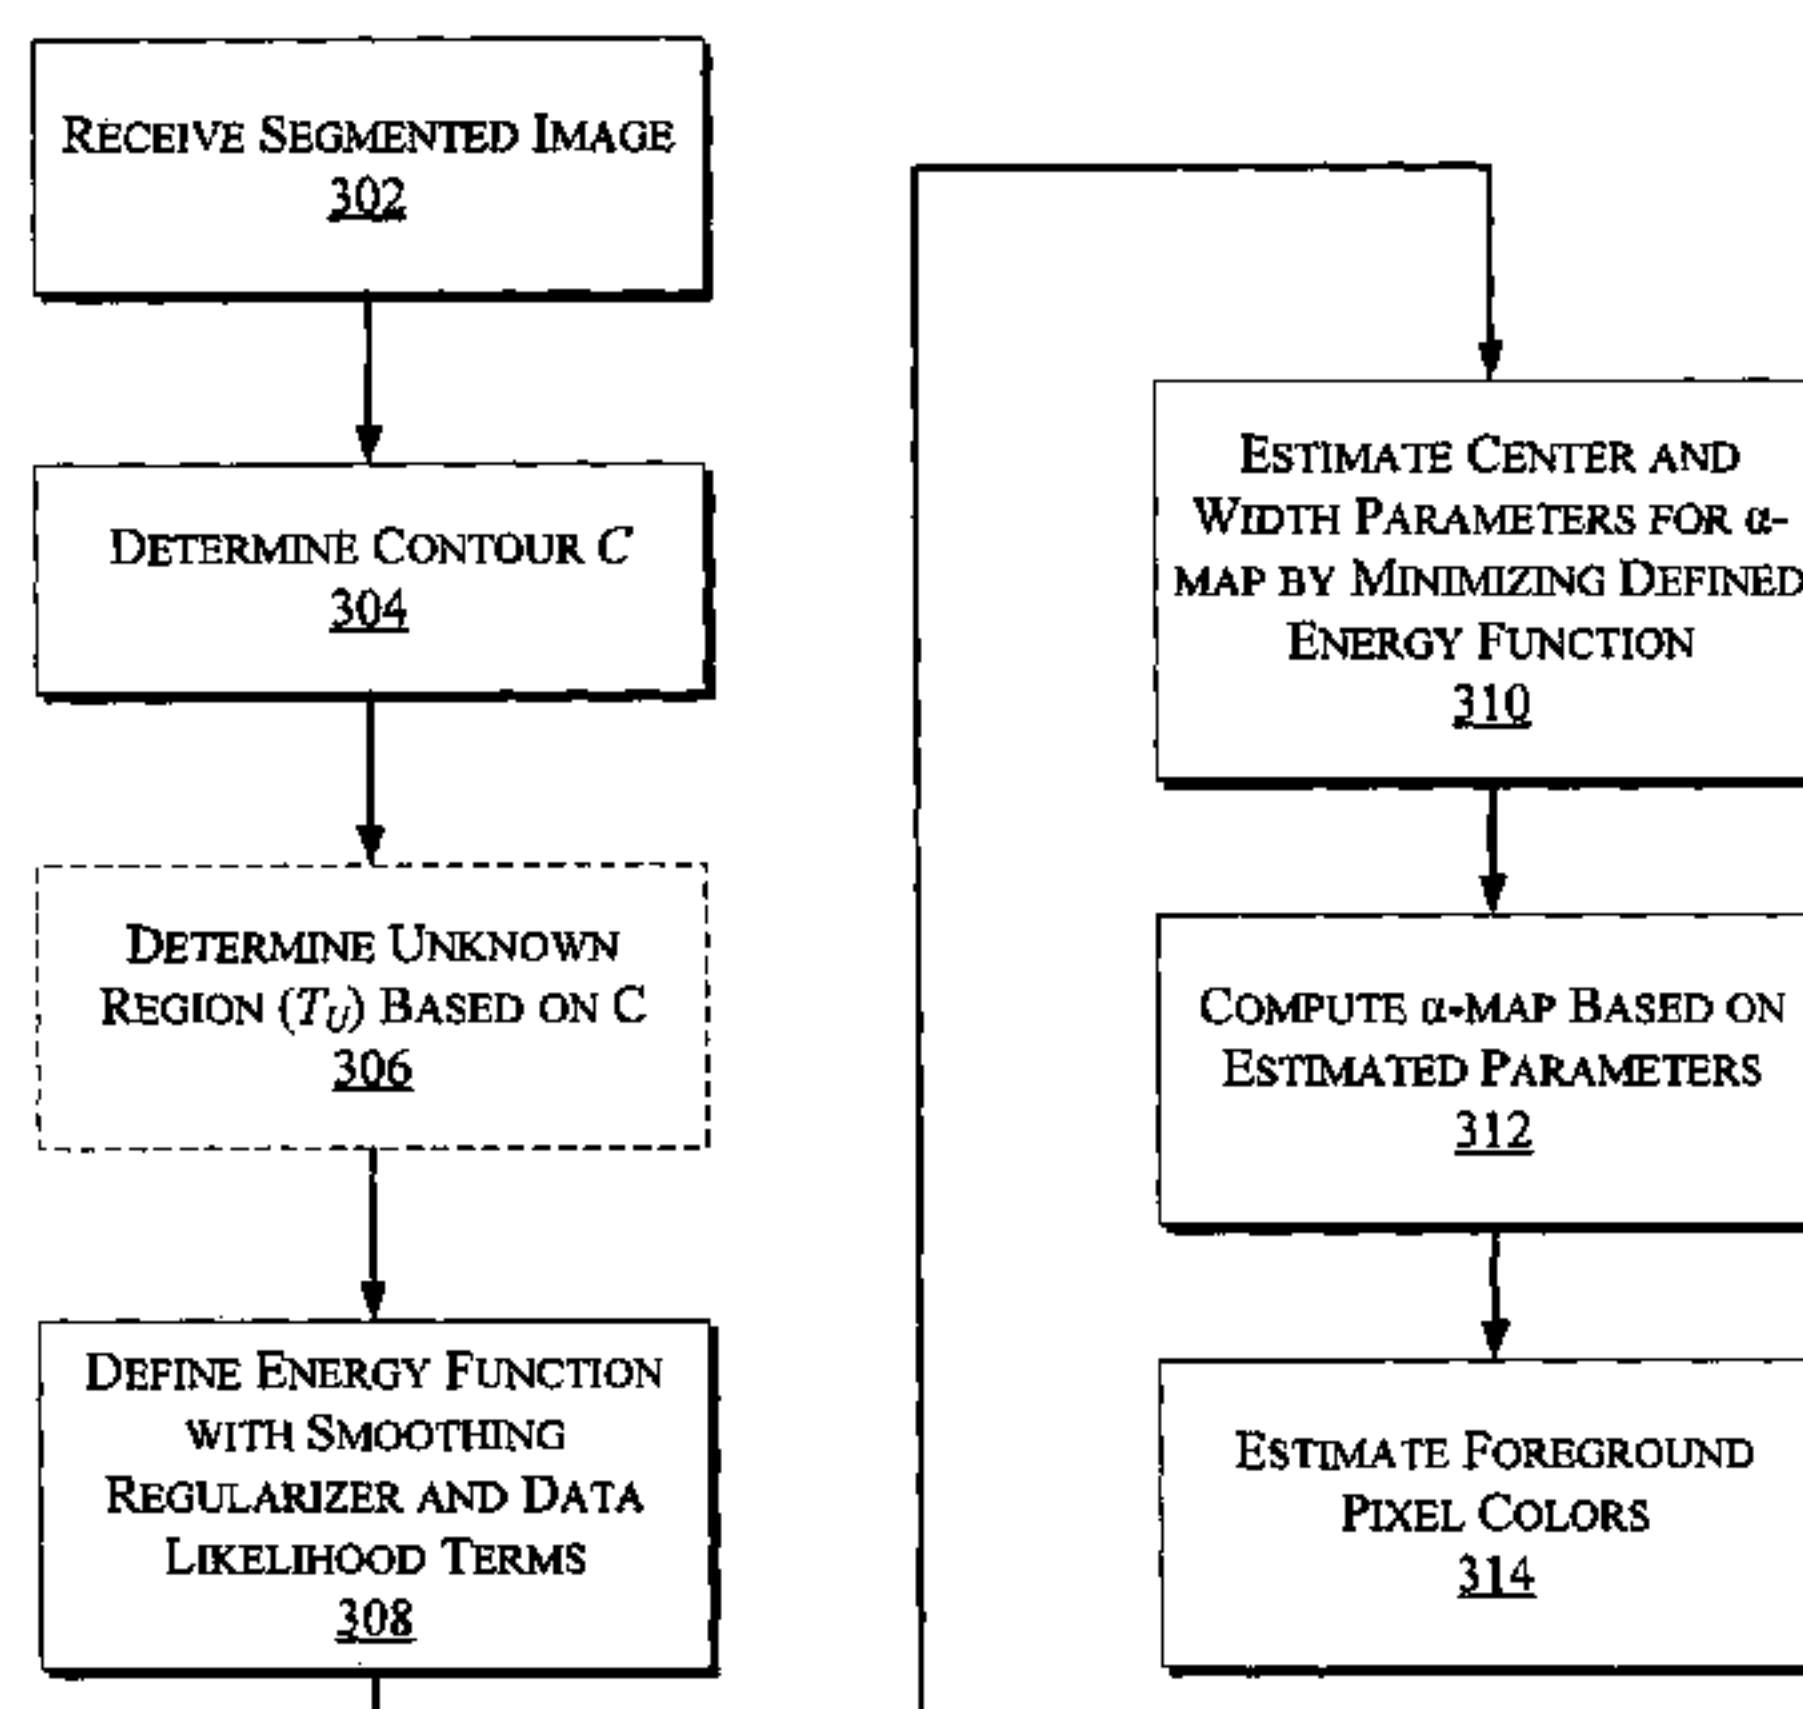 RECEIVE SEGMENTED IMAGE
302
DETERMINE CONTOUR C
304
DETERMINE UNKNOWN
REGION (TU) BASED ON C
306
DEFINE ENERGY FUNCTION
WITH SMOOTHING
REGULARIZER AND DATA
LIKELIHOOD TERMS
308
ESTIMATE CENTER AND
WIDTH PARAMETERS FOR α-
MAP BY MINIMIZING DEFINED
ENERGY FUNCTION
310
COMPUTE α-MAP BASED ON
ESTIMATED PARAMETERS
312
ESTIMATE FOREGROUND
PIXEL COLORS
314